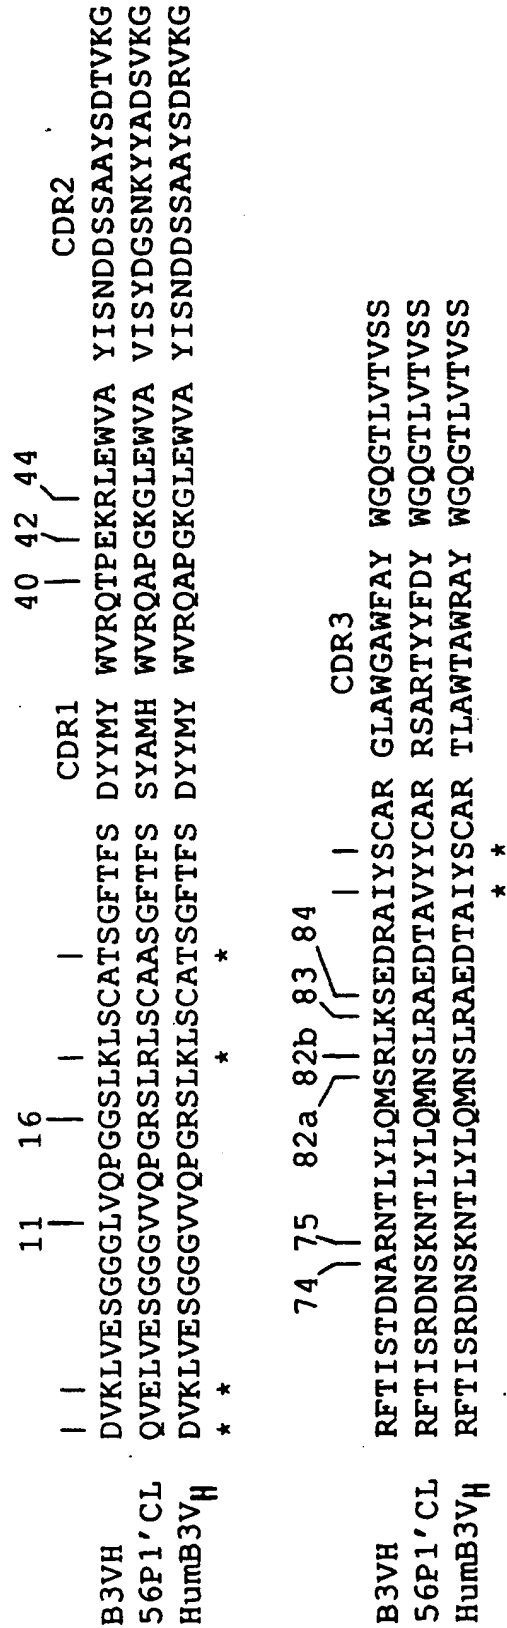 CDR1 CDR2
11 16 40 42 44
B3VH DVKLVESGGGLVQPGGSLKLSCATSGFTFS DYYMY WVRQTPEKRLEWVA YISNDDSSAAYSDTVKG
56P1'CL QVELVESGGGVVQPGRSLRLSCAASGFTFS SYAMH WVRQAPGKGLEWVA VISYDGSNKYYADSVKG
HumB3VH DVKLVESGGGVVQPGRSLKLSCATSGFTFS DYYMY WVRQAPGKGLEWVA YISNDDSSAAYSDRVKG
* * * *
CDR3
74 75 82a 82b 83 84
B3VH RFTISTDNARNTLYLQMSRLKSEDRAIYSCAR GLAWGAWFAY WGQGTLVTVSS
56P1'CL RFTISRDNSKNTLYLQMNSLRAEDTAVYYCAR RSARTYYFDY WGQGTLVTVSS
HumB3VH RFTISRDNSKNTLYLQMNSLRAEDTAIYSCAR TLAWTAWRAY WGQGTLVTVSS
* *